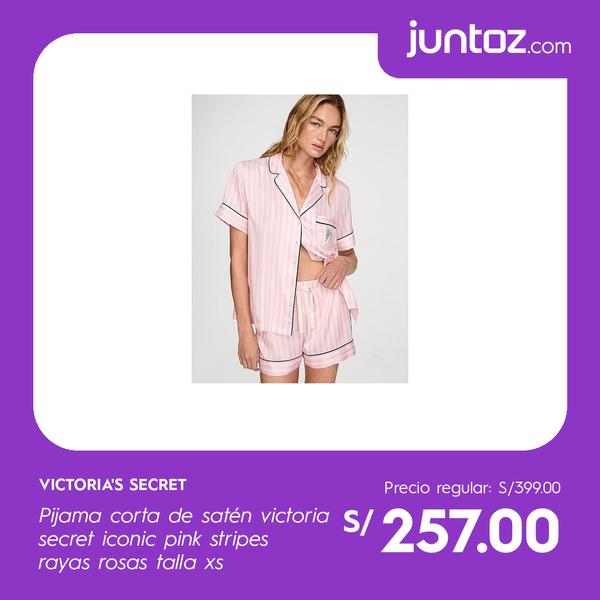 juntoz.com
VICTORIA'S SECRET
Pijama corta de satén victoria
secret iconic pink stripes
rayas rosas talla xs
Precio regular: S/399.00
S/257.00